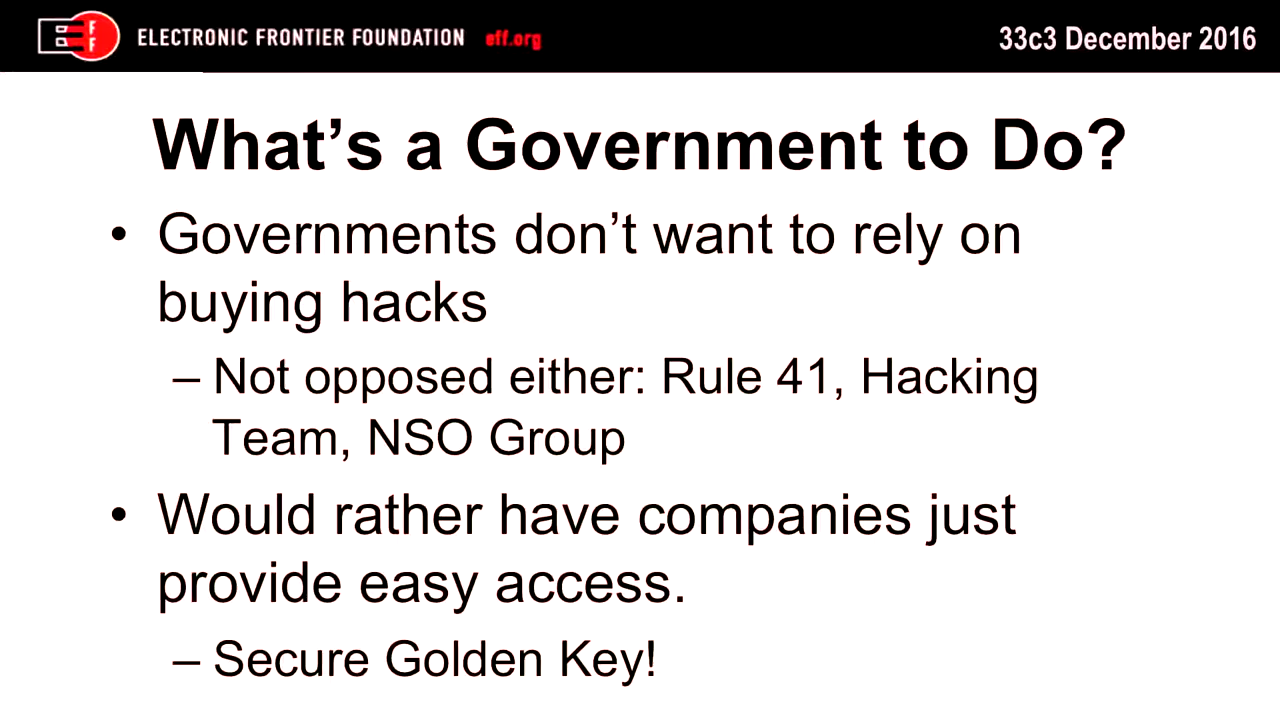 EFF ELECTRONIC FRONTIER FOUNDATION eff.org
33c3 December 2016
What’s a Government to Do?
• Governments don’t want to rely on
buying hacks
– Not opposed either: Rule 41, Hacking
Team, NSO Group
• Would rather have companies just
provide easy access.
– Secure Golden Key!